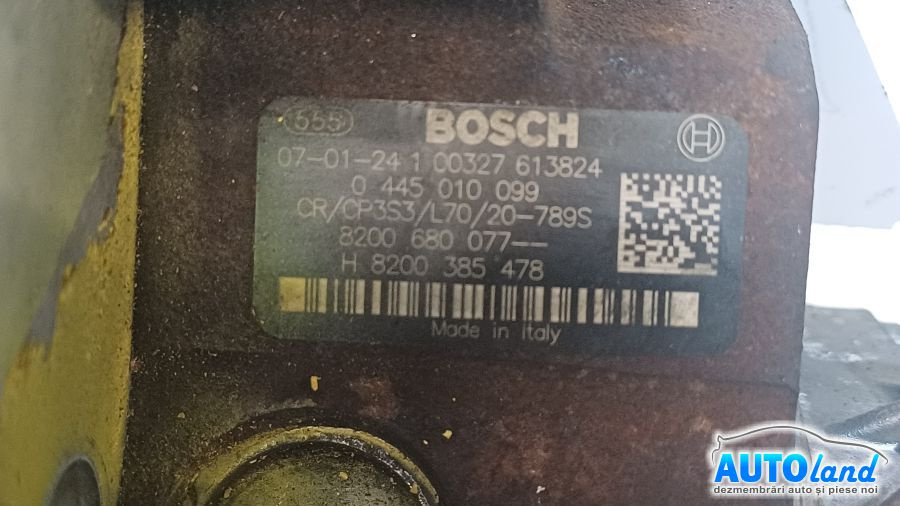 555 BOSCH
07-01-24 1 00327 613824
0 445 010 099
CR/CP3S3/L70/20-789S
8200 680 077--
H 8200 385 478
Made in Italy
AUTOland
dezmembrări auto și piese noi